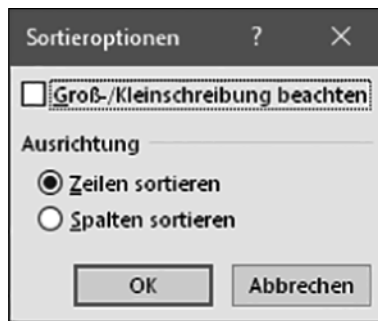 Sortieroptionen ? ×
Groß-/Kleinschreibung beachten
Ausrichtung
Zeilen sortieren
Spalten sortieren
OK Abbrechen